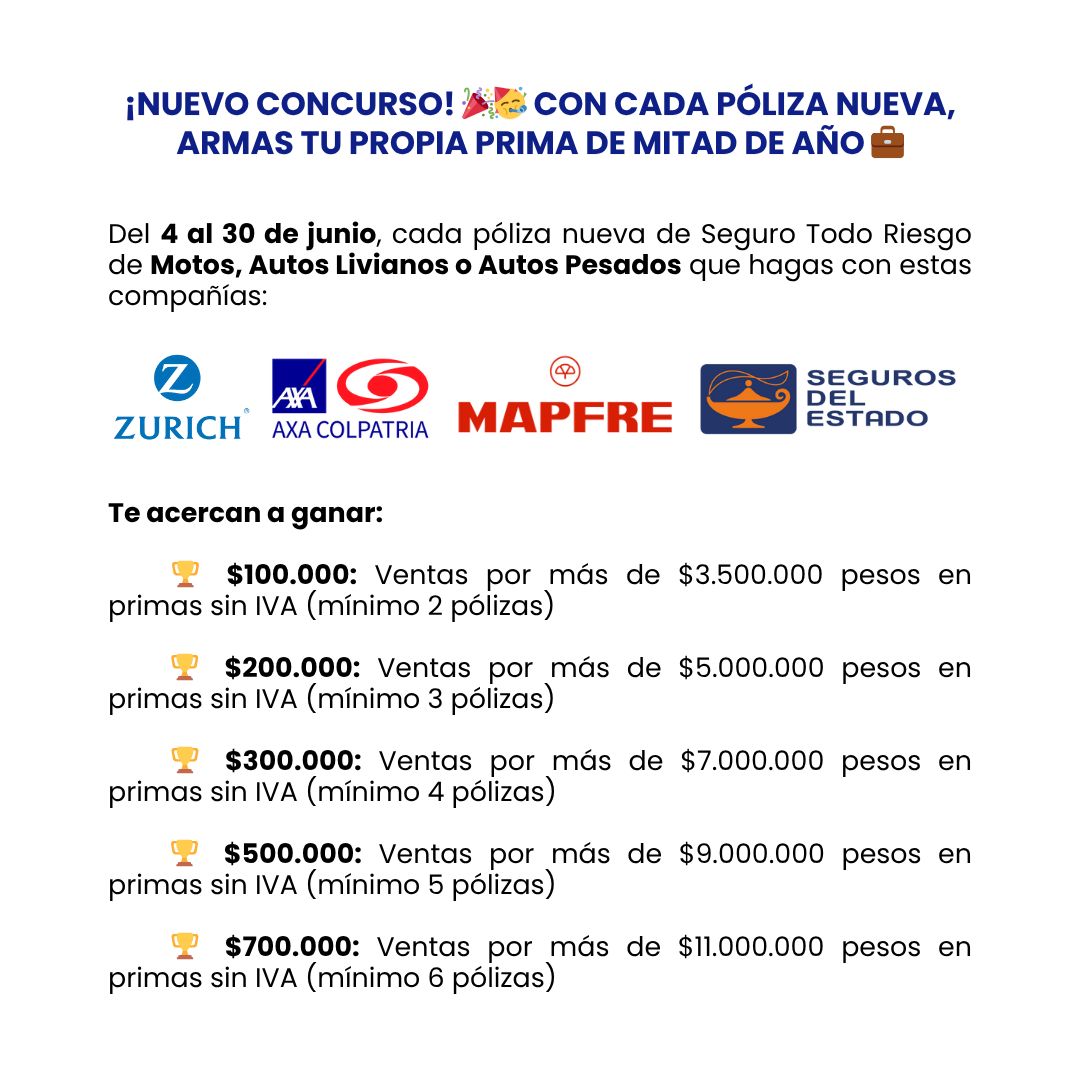 ¡NUEVO CONCURSO! 🎉🥳 CON CADA PÓLIZA NUEVA,
ARMAS TU PROPIA PRIMA DE MITAD DE AÑO 💼
Del 4 al 30 de junio, cada póliza nueva de Seguro Todo Riesgo
de Motos, Autos Livianos o Autos Pesados que hagas con estas
compañías:
Z
ZURICH®
AXA
AXA COLPATRIA
MAPFRE
SEGUROS
DEL
ESTADO
Te acercan a ganar:
🏆 $100.000: Ventas por más de $3.500.000 pesos en
primas sin IVA (mínimo 2 pólizas)
🏆 $200.000: Ventas por más de $5.000.000 pesos en
primas sin IVA (mínimo 3 pólizas)
🏆 $300.000: Ventas por más de $7.000.000 pesos en
primas sin IVA (mínimo 4 pólizas)
🏆 $500.000: Ventas por más de $9.000.000 pesos en
primas sin IVA (mínimo 5 pólizas)
🏆 $700.000: Ventas por más de $11.000.000 pesos en
primas sin IVA (mínimo 6 pólizas)